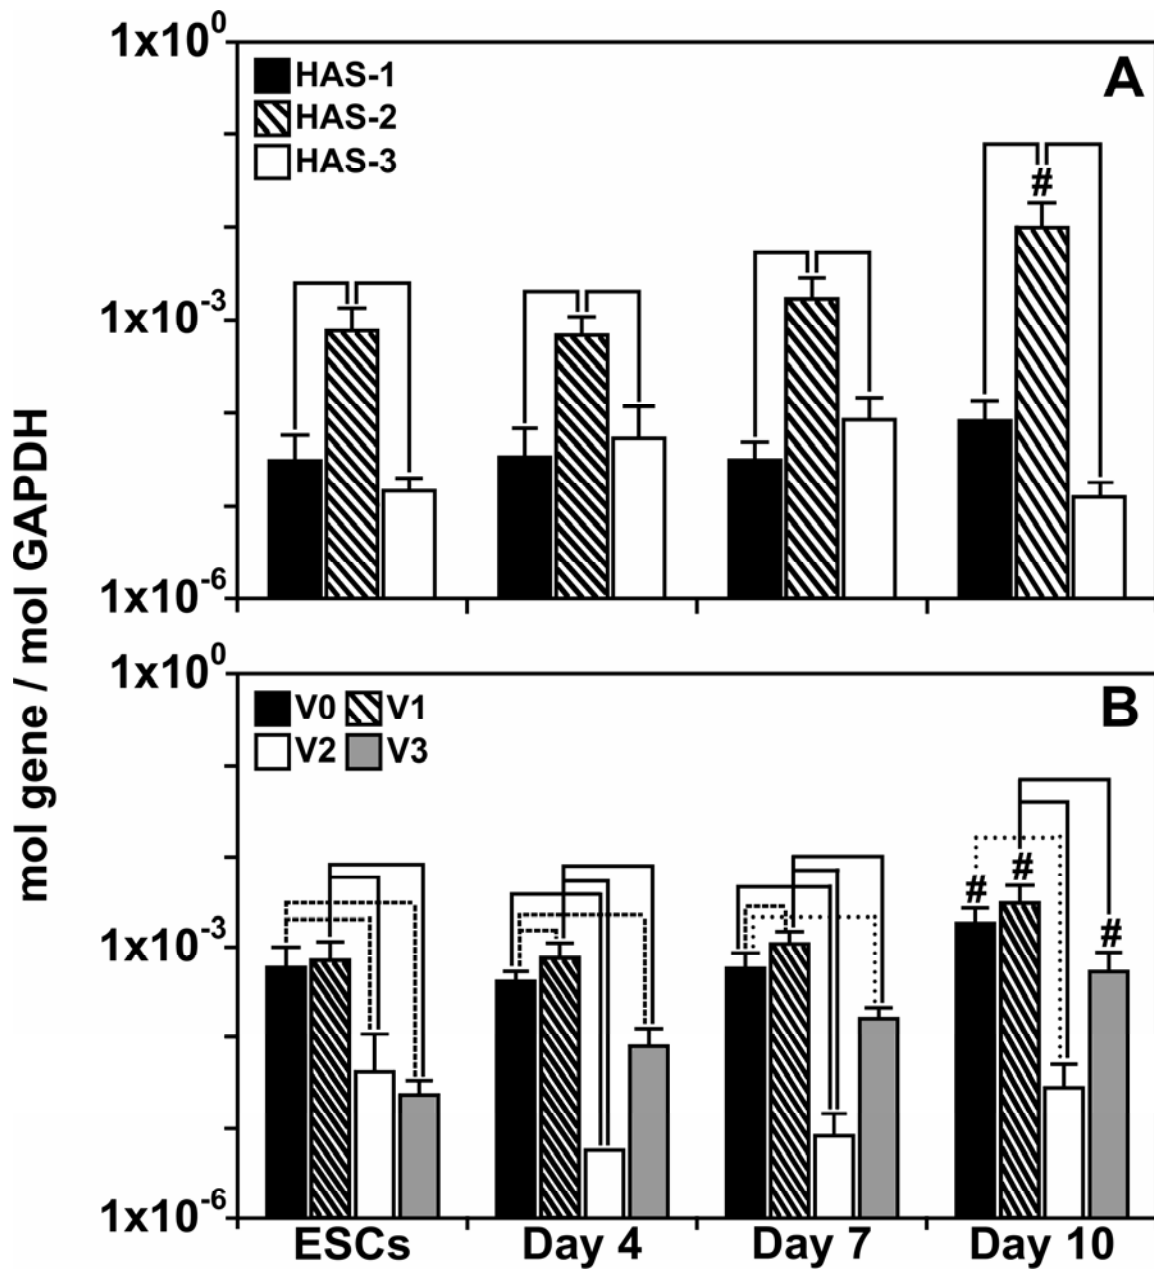 mol gene / mol GAPDH
1x10⁰
A
HAS-1
HAS-2
HAS-3
#
1x10⁻³
1x10⁻⁶
1x10⁰
B
V0 V1
V2 V3
# # #
1x10⁻³
1x10⁻⁶
ESCs Day 4 Day 7 Day 10